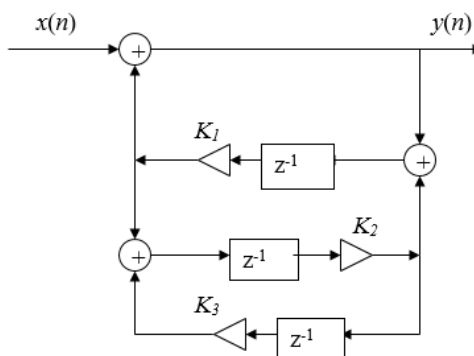 x(n) y(n)
+
K₁
z⁻¹ +
K₂
+ z⁻¹
K₃
z⁻¹